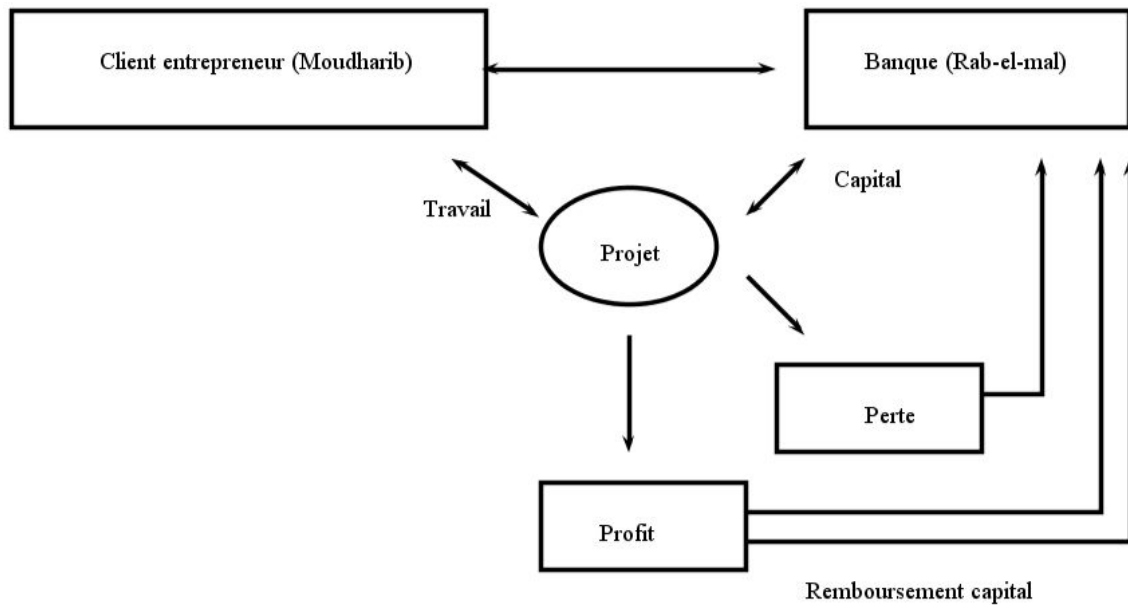 Client entrepreneur (Moudharib)
Banque (Rab-el-mal)
Capital
Travail
Projet
Perte
Profit
Remboursement capital